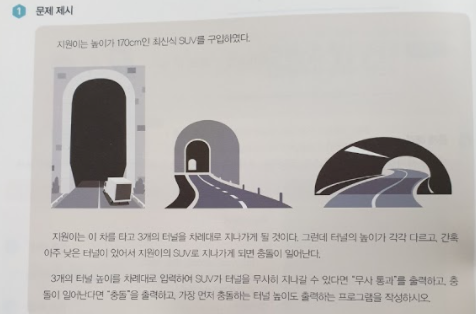 1 문제 제시
지원이는 높이가 170cm인 최신식 SUV를 구입하였다.
지원이는 이 차를 타고 3개의 터널을 차례대로 지나가게 될 것이다. 그런데 터널의 높이가 각각 다르고, 간혹
아주 낮은 터널이 있어서 지원이의 SUV로 지나가게 되면 충돌이 일어난다.
3개의 터널 높이를 차례대로 입력하여 SUV가 터널을 무사히 지나갈 수 있다면 “무사 통과”를 출력하고, 충
돌이 일어난다면 “충돌”을 출력하고, 가장 먼저 충돌하는 터널 높이도 출력하는 프로그램을 작성하시오.